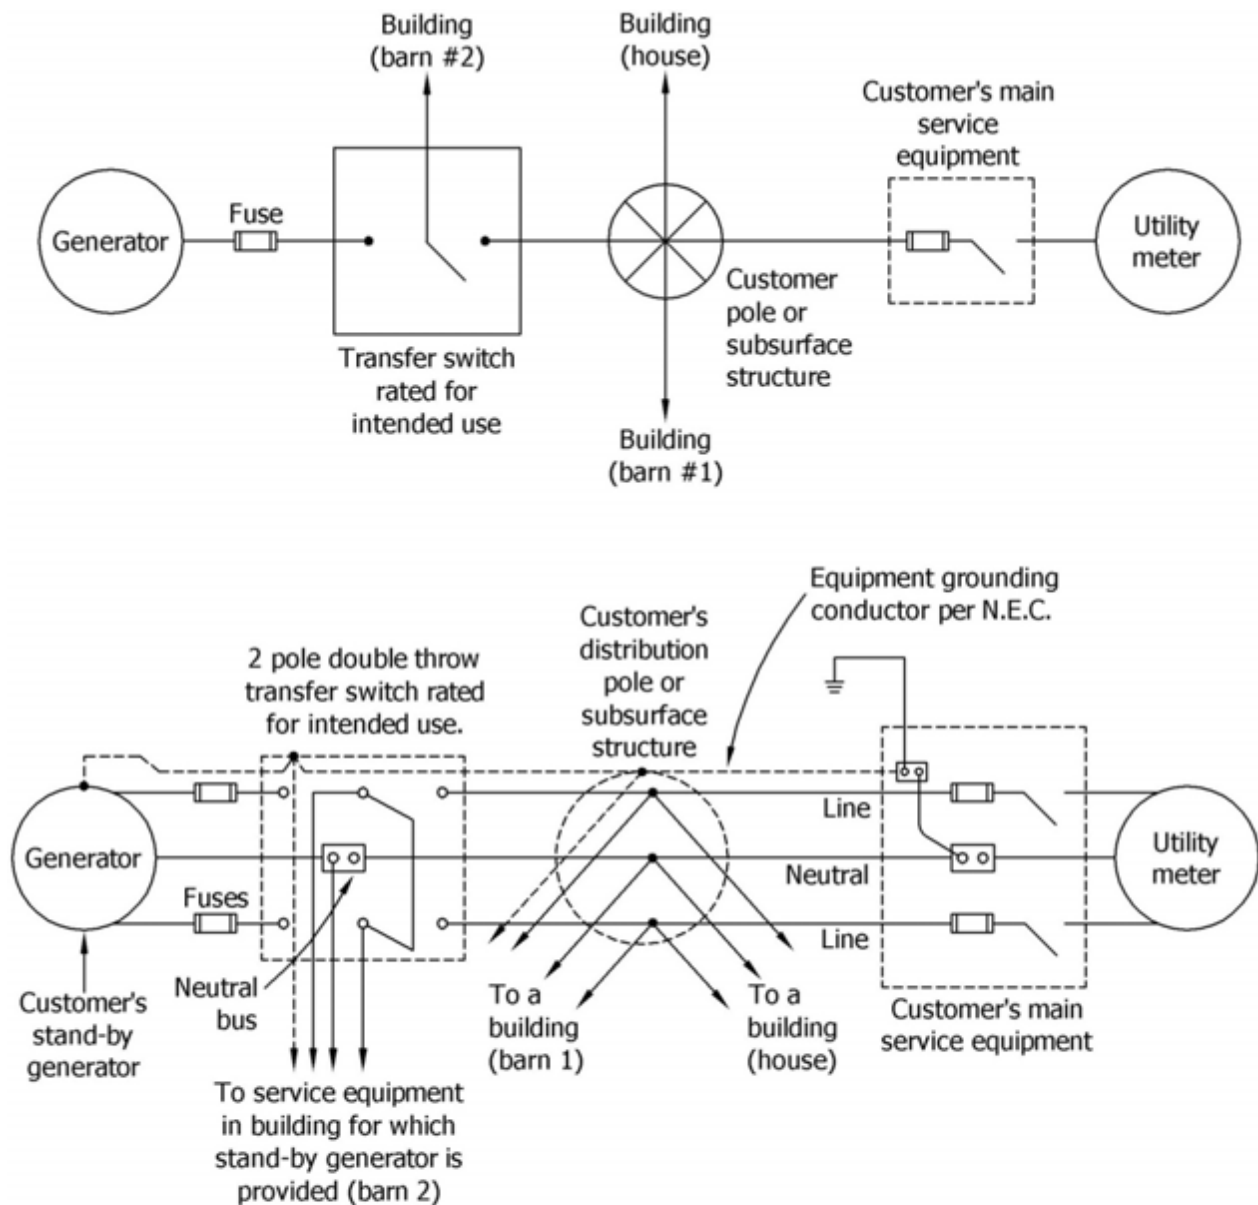 Building
(barn #2)
Building
(house)
Customer's main
service
equipment
Generator
Fuse
Utility
meter
Customer
pole or
subsurface
structure
Transfer switch
rated for
intended use
Building
(barn #1)
Equipment grounding
conductor per N.E.C.
Customer's
distribution
pole or
subsurface
structure
2 pole double throw
transfer switch rated
for intended use.
Line
Generator
Neutral
Utility
meter
Fuses
Line
Customer's
stand-by
generator
Neutral
bus
To a
building
(barn 1)
To a
building
(house)
Customer's main
service equipment
To service equipment
in building for which
stand-by generator is
provided (barn 2)